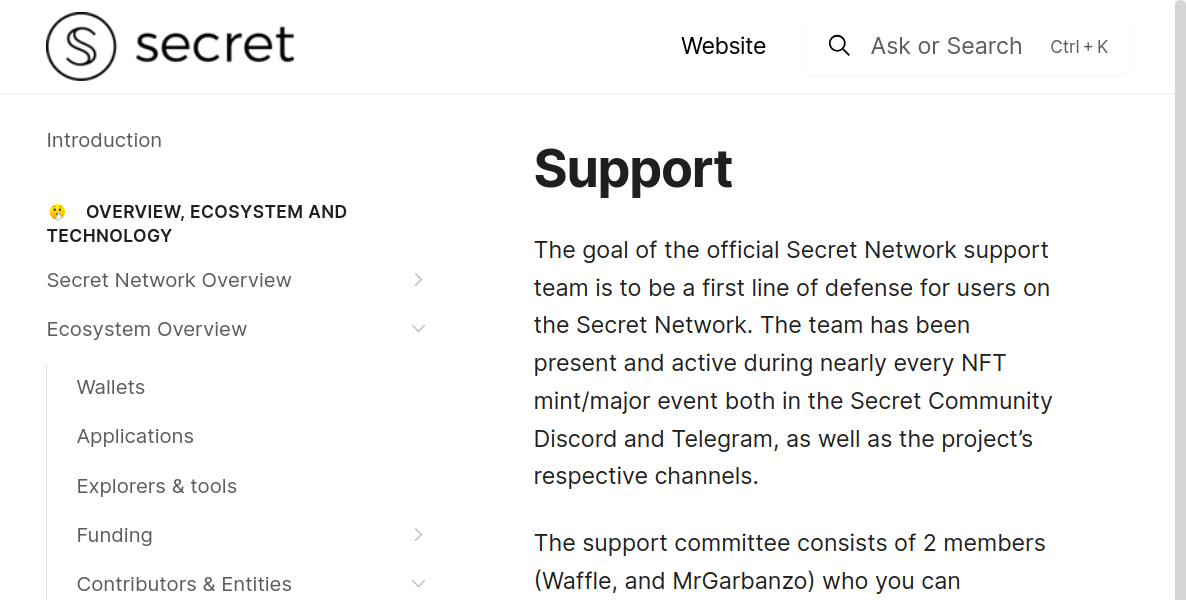 secret
Website
Ask or Search Ctrl + K
Introduction
OVERVIEW, ECOSYSTEM AND
TECHNOLOGY
Secret Network Overview
Ecosystem Overview
Wallets
Applications
Explorers & tools
Funding
Contributors & Entities
Support
The goal of the official Secret Network support
team is to be a first line of defense for users on
the Secret Network. The team has been
present and active during nearly every NFT
mint/major event both in the Secret Community
Discord and Telegram, as well as the project’s
respective channels.
The support committee consists of 2 members
(Waffle, and MrGarbanzo) who you can